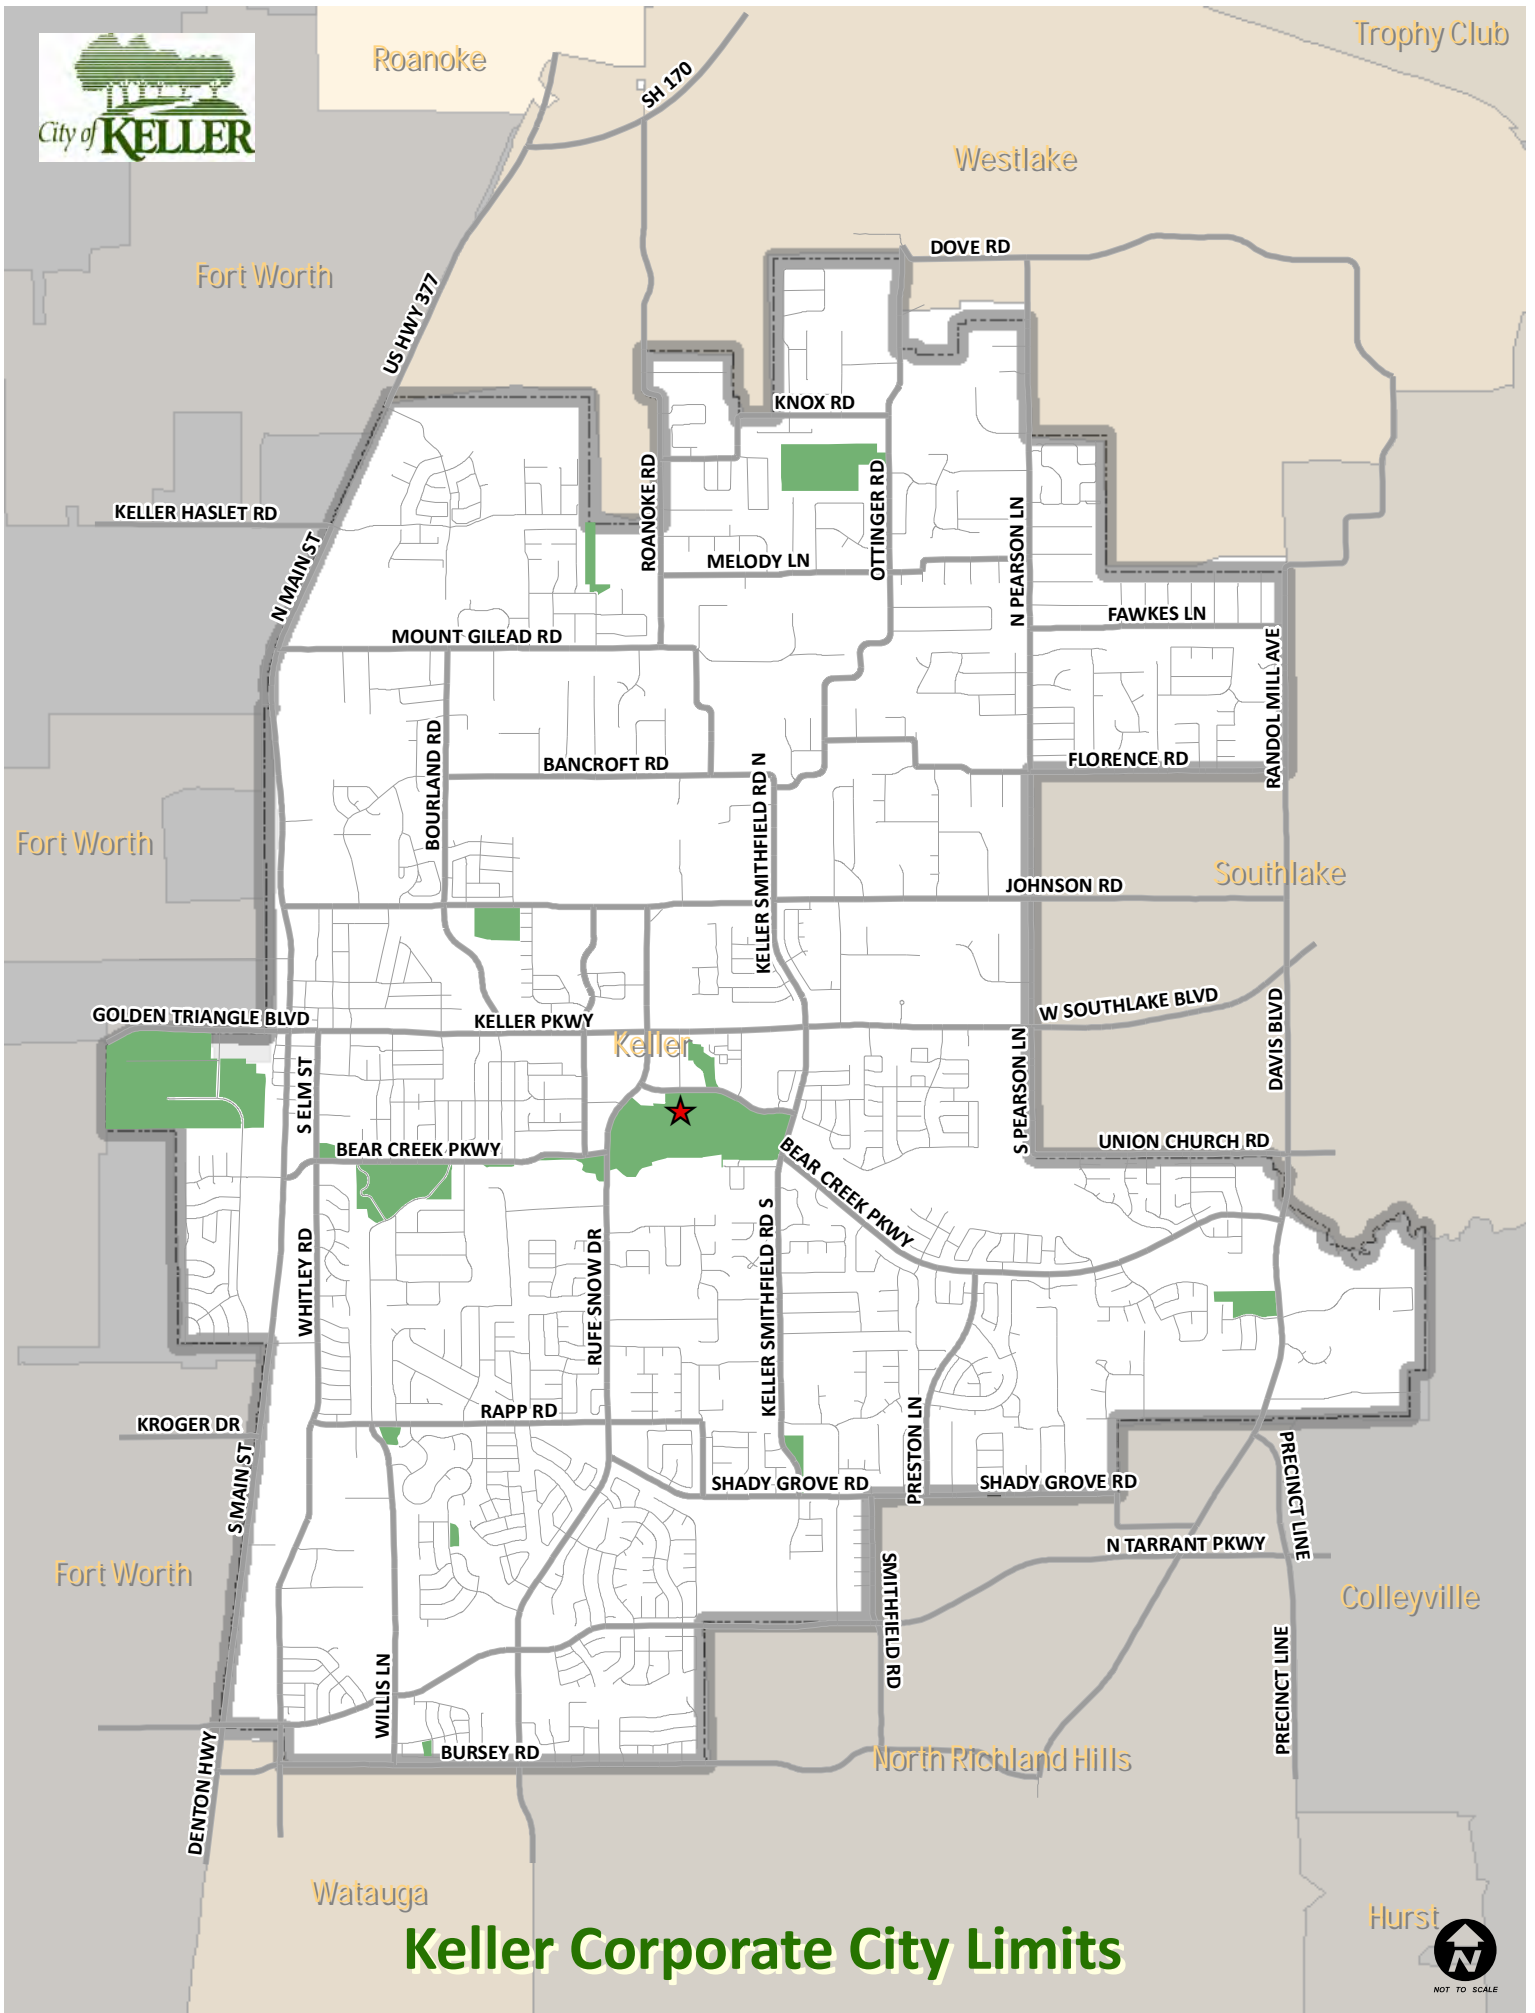 Roanoke
Trophy Club
City of KELLER
SH 170
Westlake
DOVE RD
Fort Worth
US HWY 377
KNOX RD
KELLER HASLET RD
ROANOKE RD
OTTINGER RD
N PEARSON LN
N MAIN ST
MELODY LN
FAWKES LN
MOUNT GILEAD RD
RANDOL MILL AVE
BOURLAND RD
BANCROFT RD
KELLER SMITHFIELD RD N
FLORENCE RD
Fort Worth
Southlake
JOHNSON RD
GOLDEN TRIANGLE BLVD
KELLER PKWY
W SOUTHLAKE BLVD
Keller
DAVIS BLVD
S ELM ST
S PEARSON LN
BEAR CREEK PKWY
UNION CHURCH RD
BEAR CREEK PKWY
WHITLEY RD
RUFE SNOW DR
KELLER SMITHFIELD RD S
KROGER DR
RAPP RD
PRESTON LN
S MAIN ST
SHADY GROVE RD
SHADY GROVE RD
PRECINCT LINE
N TARRANT PKWY
Fort Worth
SMITHFIELD RD
Colleyville
WILLIS LN
PRECINCT LINE
BURSEY RD
North Richland Hills
DENTON HWY
Watauga
Hurst
Keller Corporate City Limits
N
NOT TO SCALE